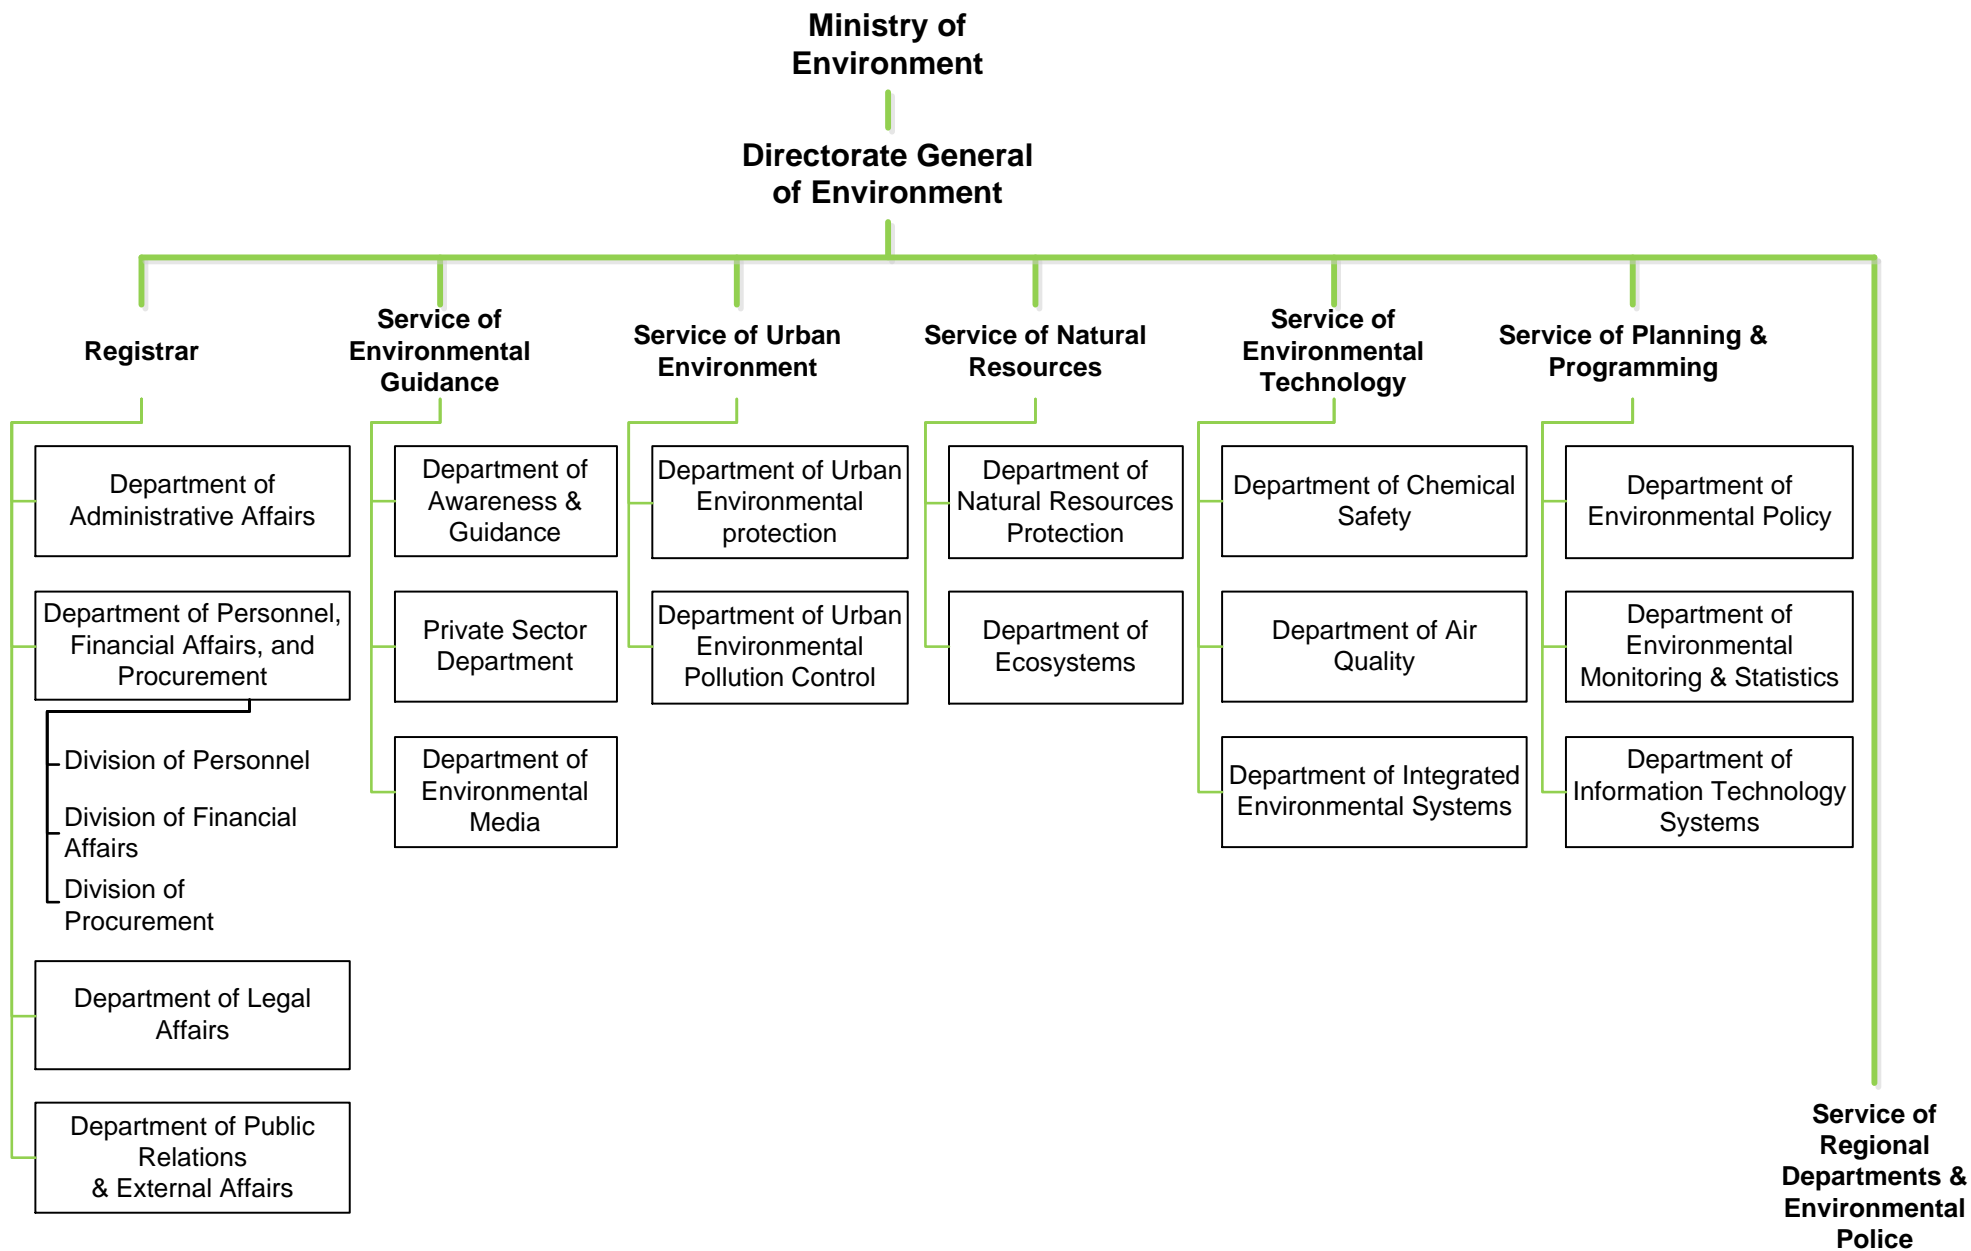 Ministry of
Environment
Directorate General
of Environment
Registrar
Service of
Environmental
Guidance
Service of Urban
Environment
Service of Natural
Resources
Service of
Environmental
Technology
Service of Planning &
Programming
Department of
Administrative Affairs
Department of Personnel,
Financial Affairs, and
Procurement
Division of Personnel
Division of Financial
Affairs
Division of
Procurement
Department of Legal
Affairs
Department of Public
Relations
& External Affairs
Department of
Awareness &
Guidance
Private Sector
Department
Department of
Environmental
Media
Department of Urban
Environmental
protection
Department of Urban
Environmental
Pollution Control
Department of
Natural Resources
Protection
Department of
Ecosystems
Department of Chemical
Safety
Department of Air
Quality
Department of Integrated
Environmental Systems
Department of
Environmental Policy
Department of
Environmental
Monitoring & Statistics
Department of
Information Technology
Systems
Service of
Regional
Departments &
Environmental
Police